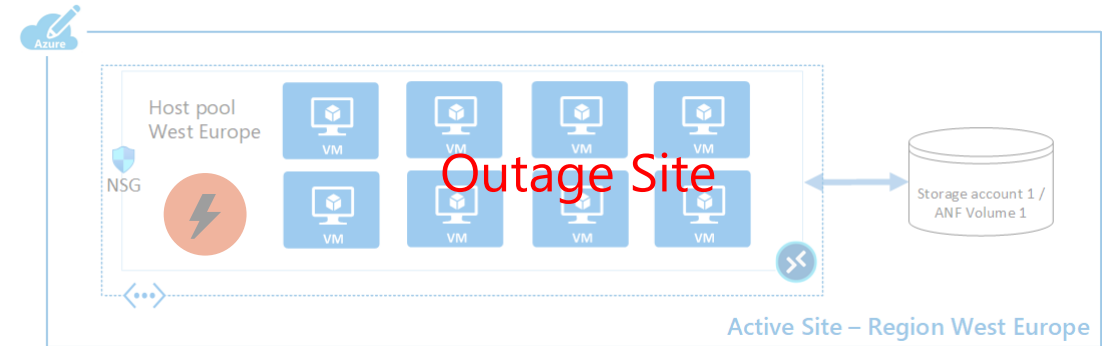 Azure
Host pool
West Europe
NSG
VM
VM
VM
VM
Outage Site
VM
VM
VM
VM
Storage account 1 /
ANF Volume 1
Active Site – Region West Europe